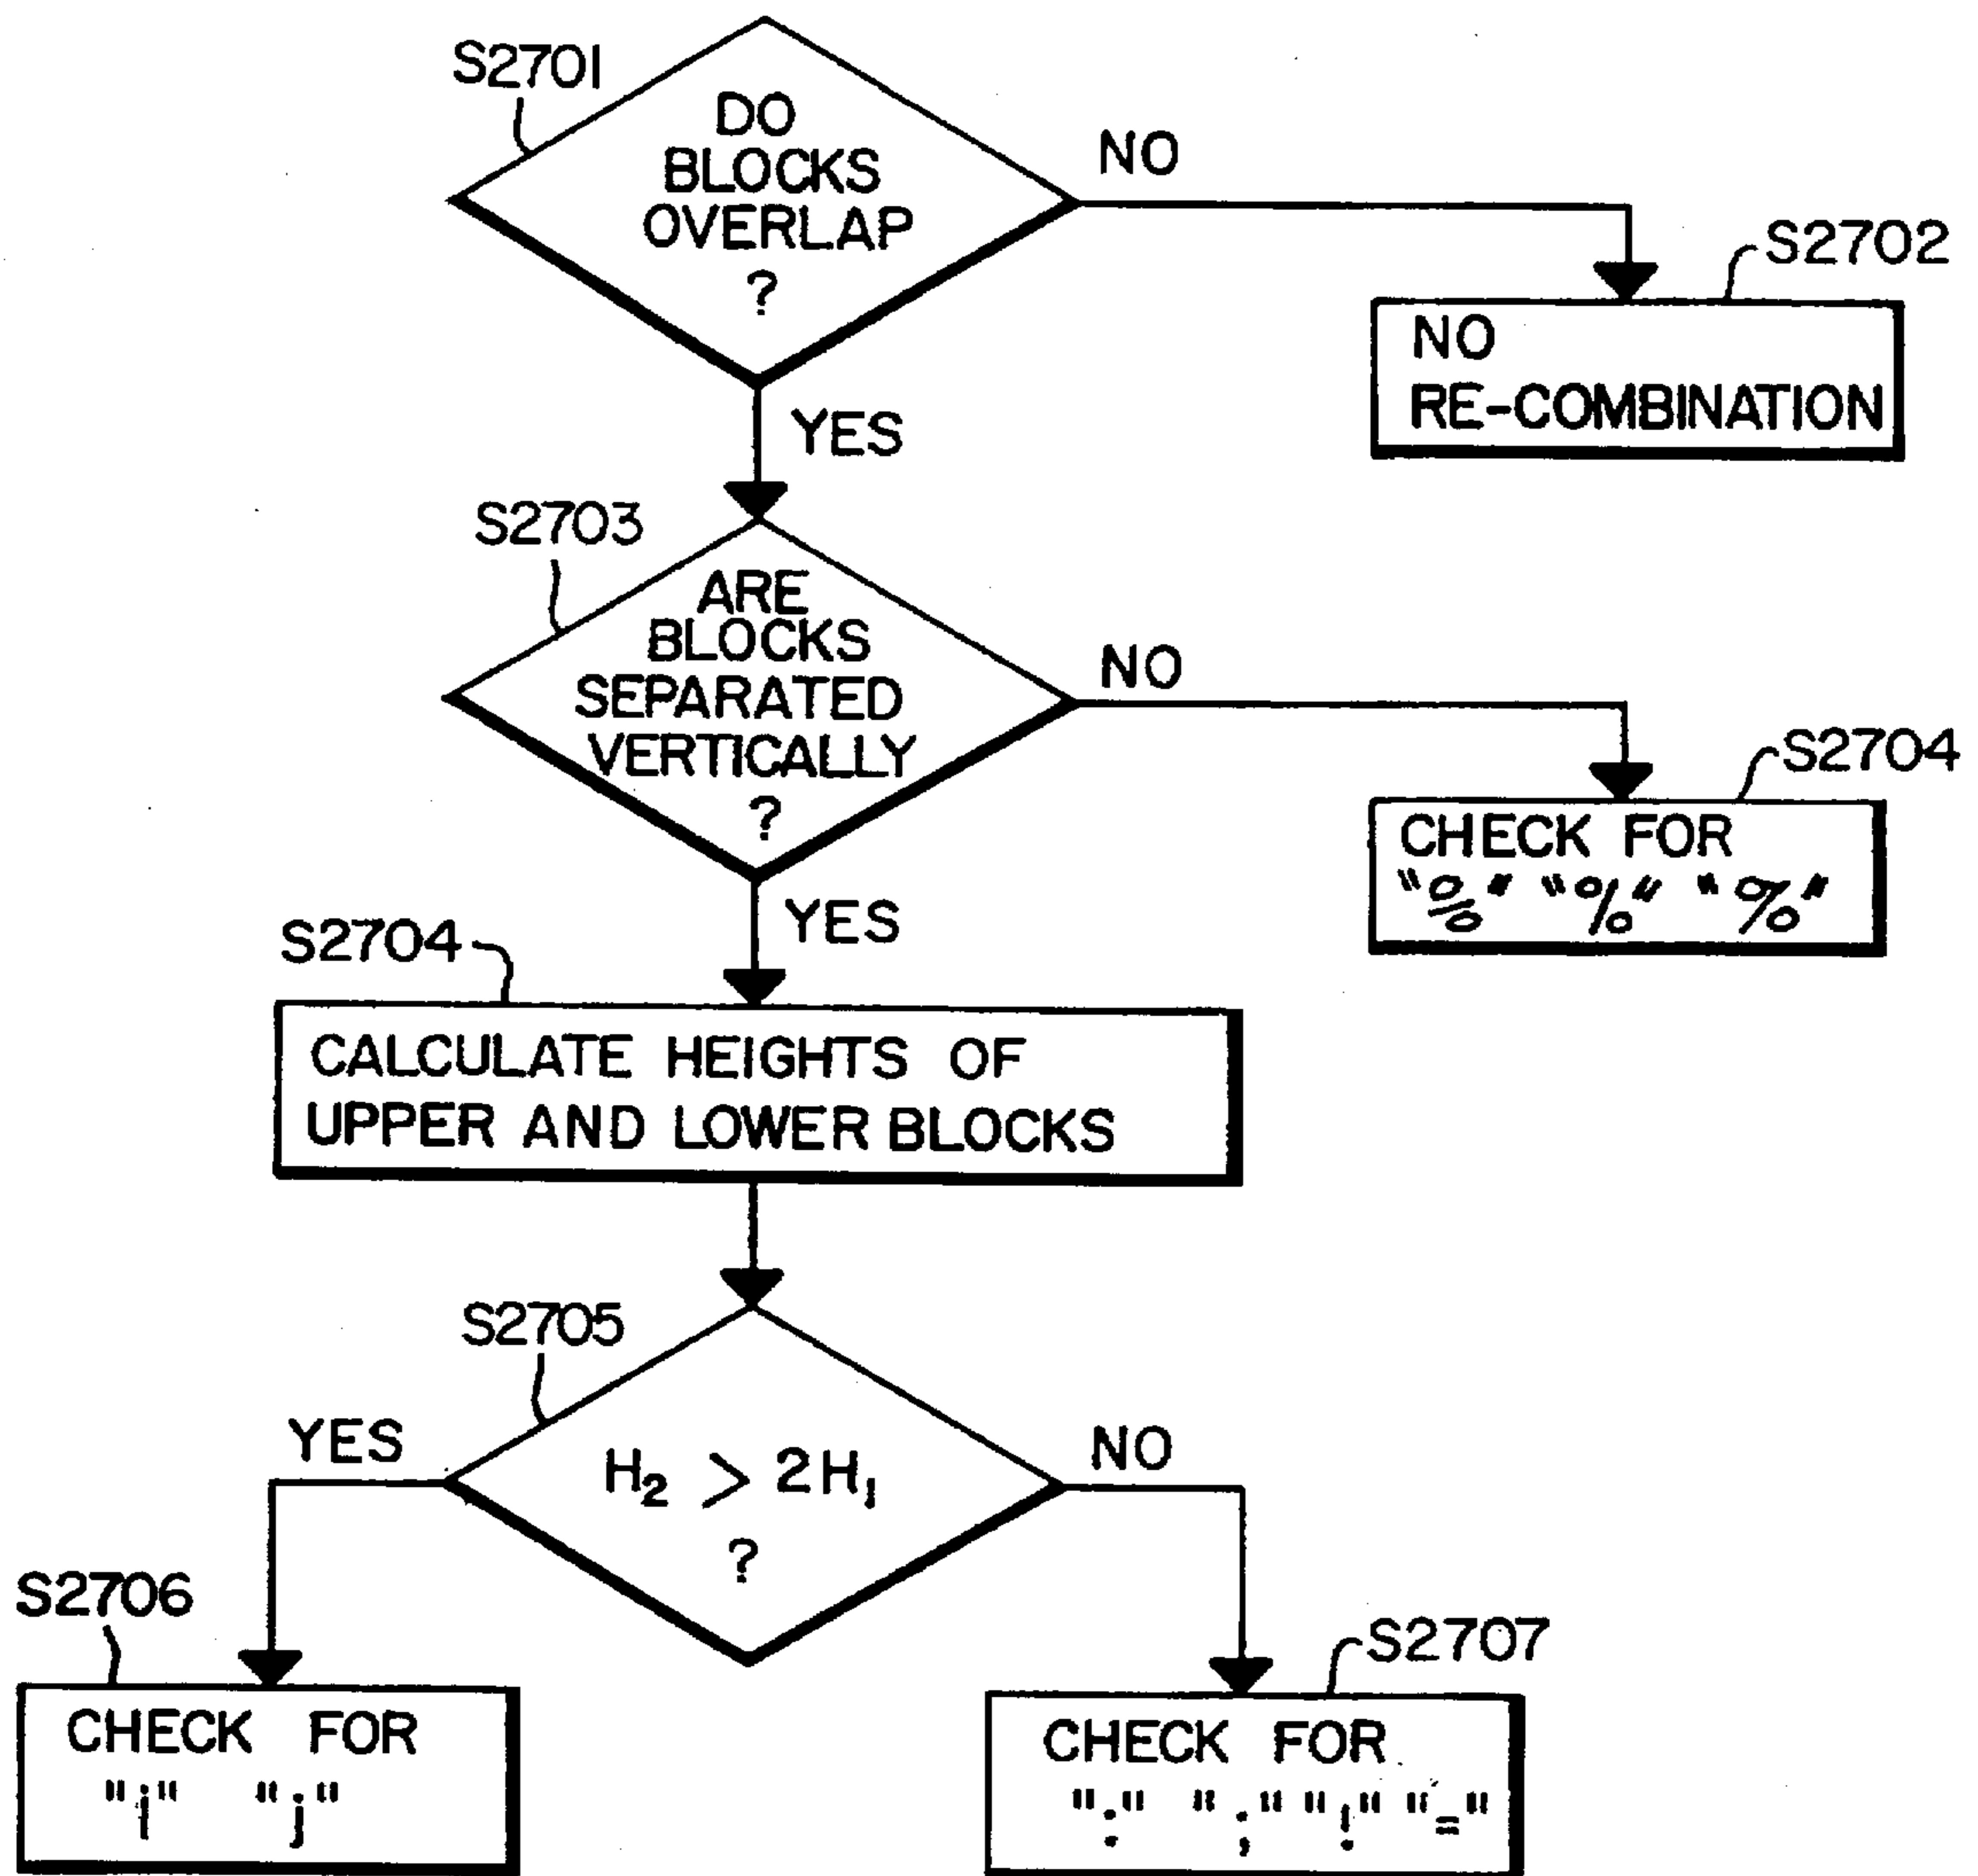 S2701
DO
BLOCKS
OVERLAP
?
NO
S2702
NO
RE-COMBINATION
YES
S2703
ARE
BLOCKS
SEPARATED
VERTICALLY
?
NO
S2704
CHECK FOR
"%" "%" "%"
YES
S2704
CALCULATE HEIGHTS OF
UPPER AND LOWER BLOCKS
S2705
H₂ > 2H₁
?
YES
NO
S2706
CHECK FOR
"i" "j"
S2707
CHECK FOR
":" ";" "!" "="